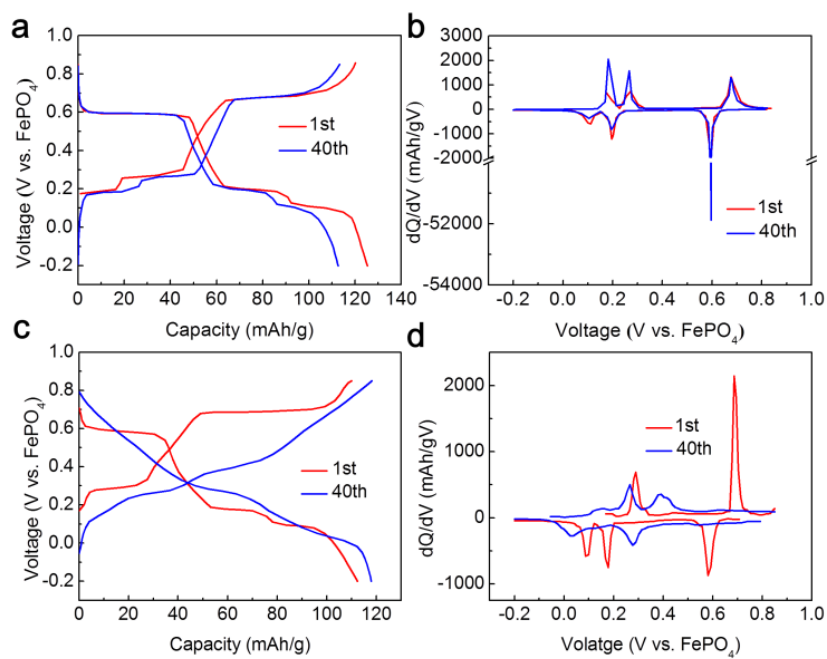 a
1.0
0.8
0.6
0.4
0.2
0.0
-0.2
Voltage (V vs. FePO4)
1st
40th
0 20 40 60 80 100 120 140
Capacity (mAh/g)
b
3000
2000
1000
0
-1000
-2000
-52000
-54000
dQ/dV (mAh/gV)
1st
40th
-0.2 0.0 0.2 0.4 0.6 0.8 1.0
Voltage (V vs. FePO4)
c
1.0
0.8
0.6
0.4
0.2
0.0
-0.2
Voltage (V vs. FePO4)
1st
40th
0 20 40 60 80 100 120
Capacity (mAh/g)
d
2000
1000
0
-1000
dQ/dV (mAh/gV)
1st
40th
-0.2 0.0 0.2 0.4 0.6 0.8 1.0
Volatge (V vs. FePO4)